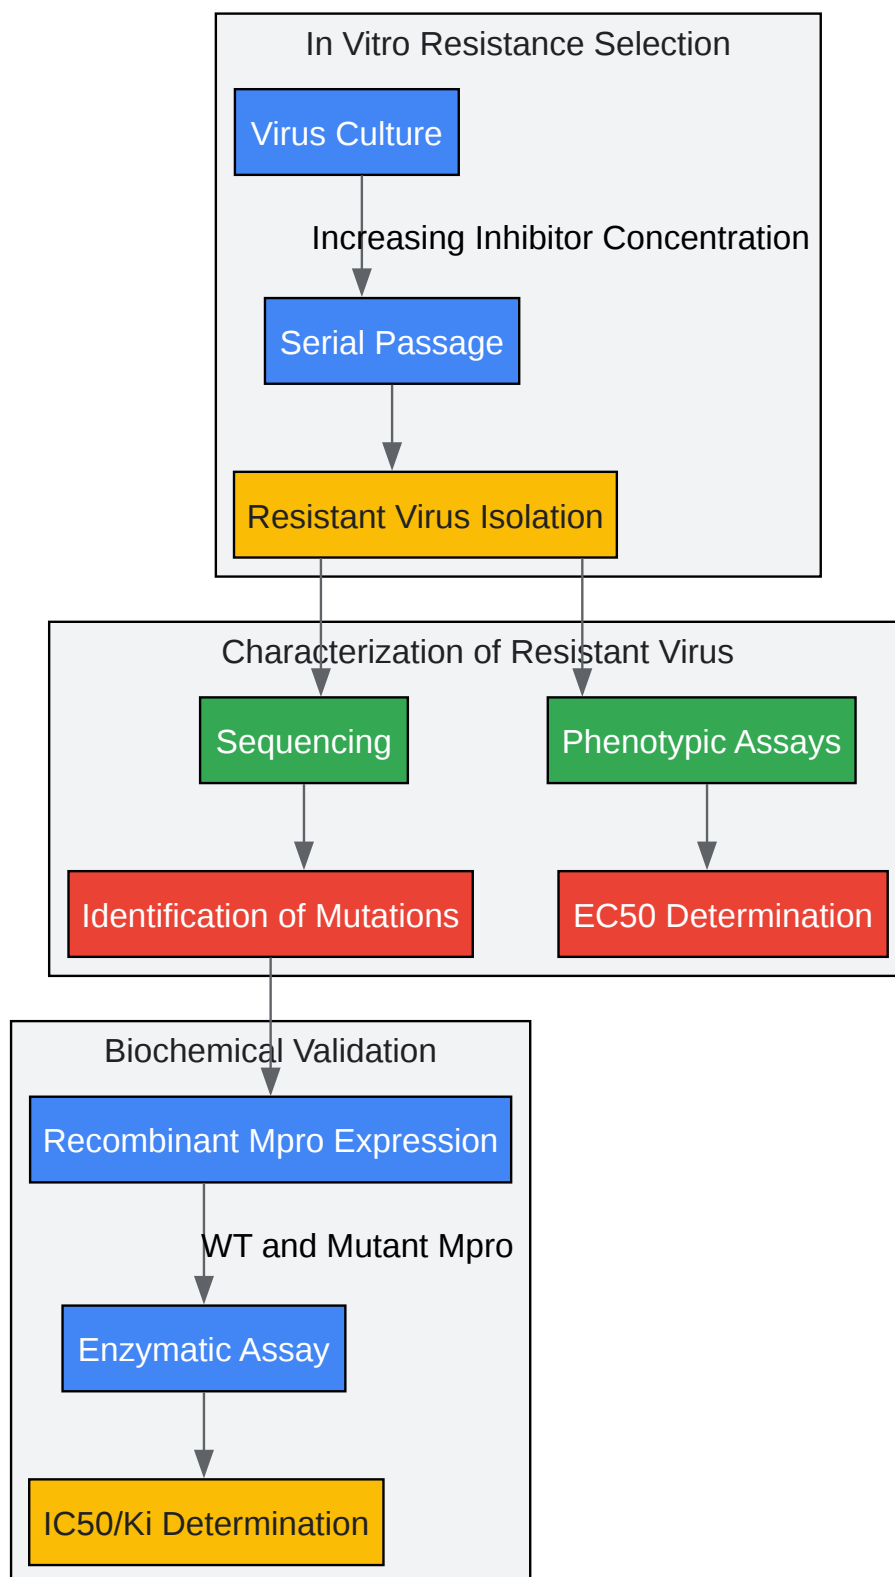 In Vitro Resistance Selection
Virus Culture
Increasing Inhibitor Concentration
Serial Passage
Resistant Virus Isolation
Characterization of Resistant Virus
Sequencing
Phenotypic Assays
Identification of Mutations
EC50 Determination
Biochemical Validation
Recombinant Mpro Expression
WT and Mutant Mpro
Enzymatic Assay
IC50/Ki Determination